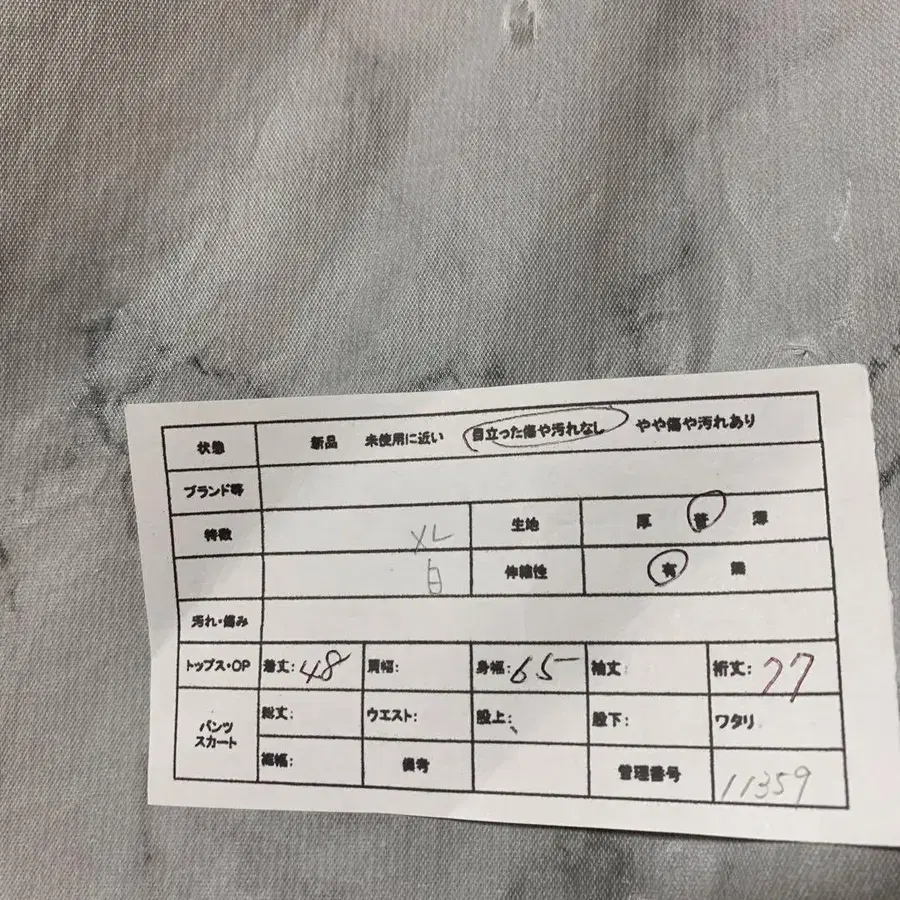 状態 新品 未使用に近い 目立った傷や汚れなし やや傷や汚れあり
ブランド等
特徴 XL 生地 厚 普 薄
白 伸縮性 有 無
汚れ・傷み
トップス・OP 着丈: 48 肩幅: 身幅: 65 袖丈: 裄丈: 77
パンツ スカート 総丈: ウエスト: 股上: 股下: ワタリ
裾幅: 備考 管理番号 11359